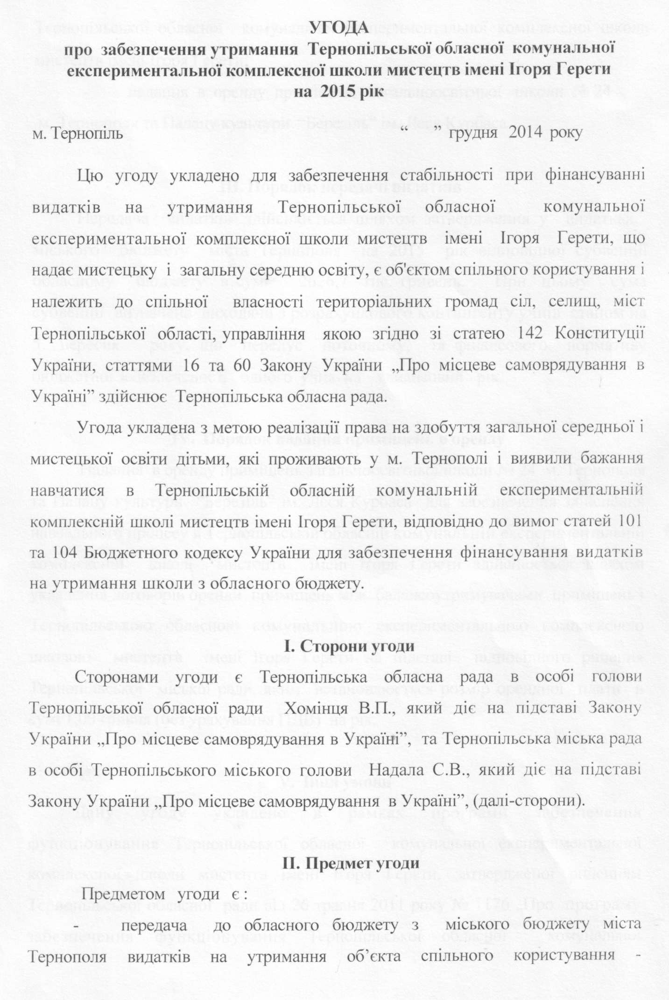 УГОДА
про забезпечення утримання Тернопільської обласної комунальної
експериментальної комплексної школи мистецтв імені Ігоря Герети
на 2015 рік
м. Тернопіль “ ” грудня 2014 року
Цю угоду укладено для забезпечення стабільності при фінансуванні
видатків на утримання Тернопільської обласної комунальної
експериментальної комплексної школи мистецтв імені Ігоря Герети, що
надає мистецьку і загальну середню освіту, є об'єктом спільного користування і
належить до спільної власності територіальних громад сіл, селищ, міст
Тернопільської області, управління якою згідно зі статею 142 Конституції
України, статтями 16 та 60 Закону України „Про місцеве самоврядування в
Україні” здійснює Тернопільська обласна рада.
Угода укладена з метою реалізації права на здобуття загальної середньої і
мистецької освіти дітьми, які проживають у м. Тернополі і виявили бажання
навчатися в Тернопільській обласній комунальній експериментальній
комплексній школі мистецтв імені Ігоря Герети, відповідно до вимог статей 101
та 104 Бюджетного кодексу України для забезпечення фінансування видатків
на утримання школи з обласного бюджету.
І. Сторони угоди
Сторонами угоди є Тернопільська обласна рада в особі голови
Тернопільської обласної ради Хомінця В.П., який діє на підставі Закону
України „Про місцеве самоврядування в Україні”, та Тернопільська міська рада
в особі Тернопільського міського голови Надала С.В., який діє на підставі
Закону України „Про місцеве самоврядування в Україні”, (далі-сторони).
ІІ. Предмет угоди
Предметом угоди є :
- передача до обласного бюджету з міського бюджету міста
Тернополя видатків на утримання об’єкта спільного користування -